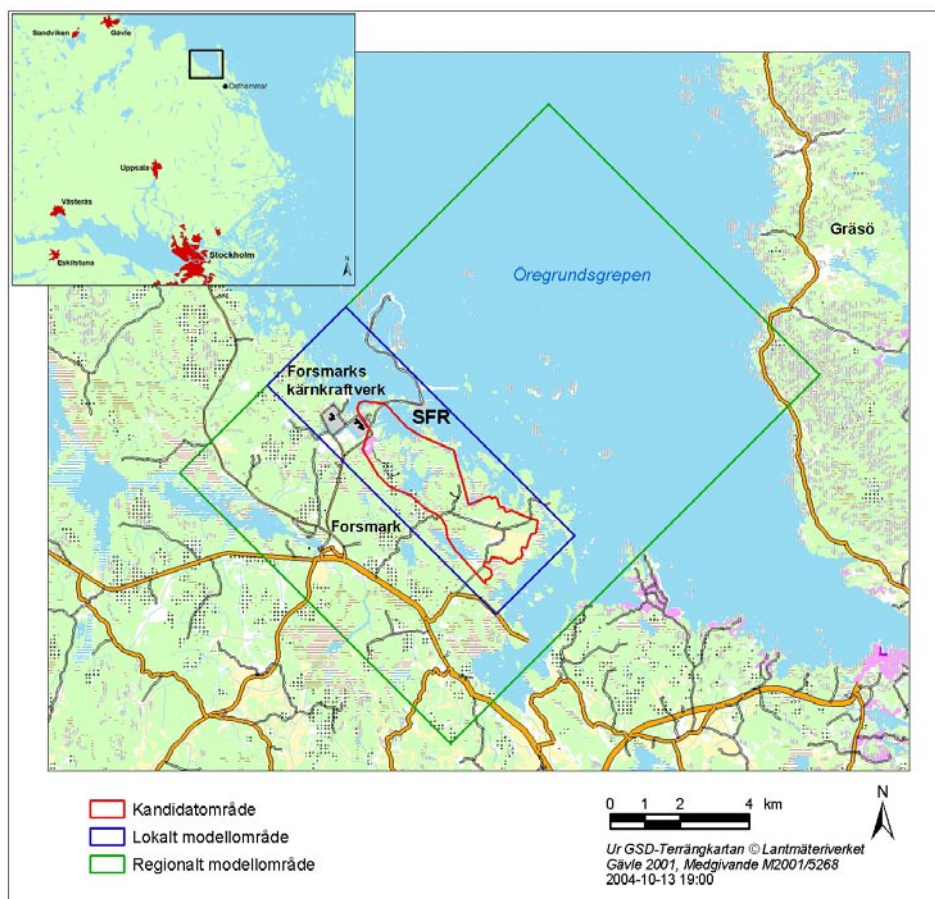 Sandviken
Gävle
Östhammar
Uppsala
Västerås
Eskilstuna
Stockholm
N
Gräsö
Öregrundsgrepen
Forsmarks
kärnkraftverk
3
SFR
Forsmark
Kandidatområde
Lokalt modellområde
Regionalt modellområde
0 1 2 4 km
N
Ur GSD-Terrängkartan © Lantmäteriverket
Gävle 2001, Medgivande M2001/5268
2004-10-13 19:00